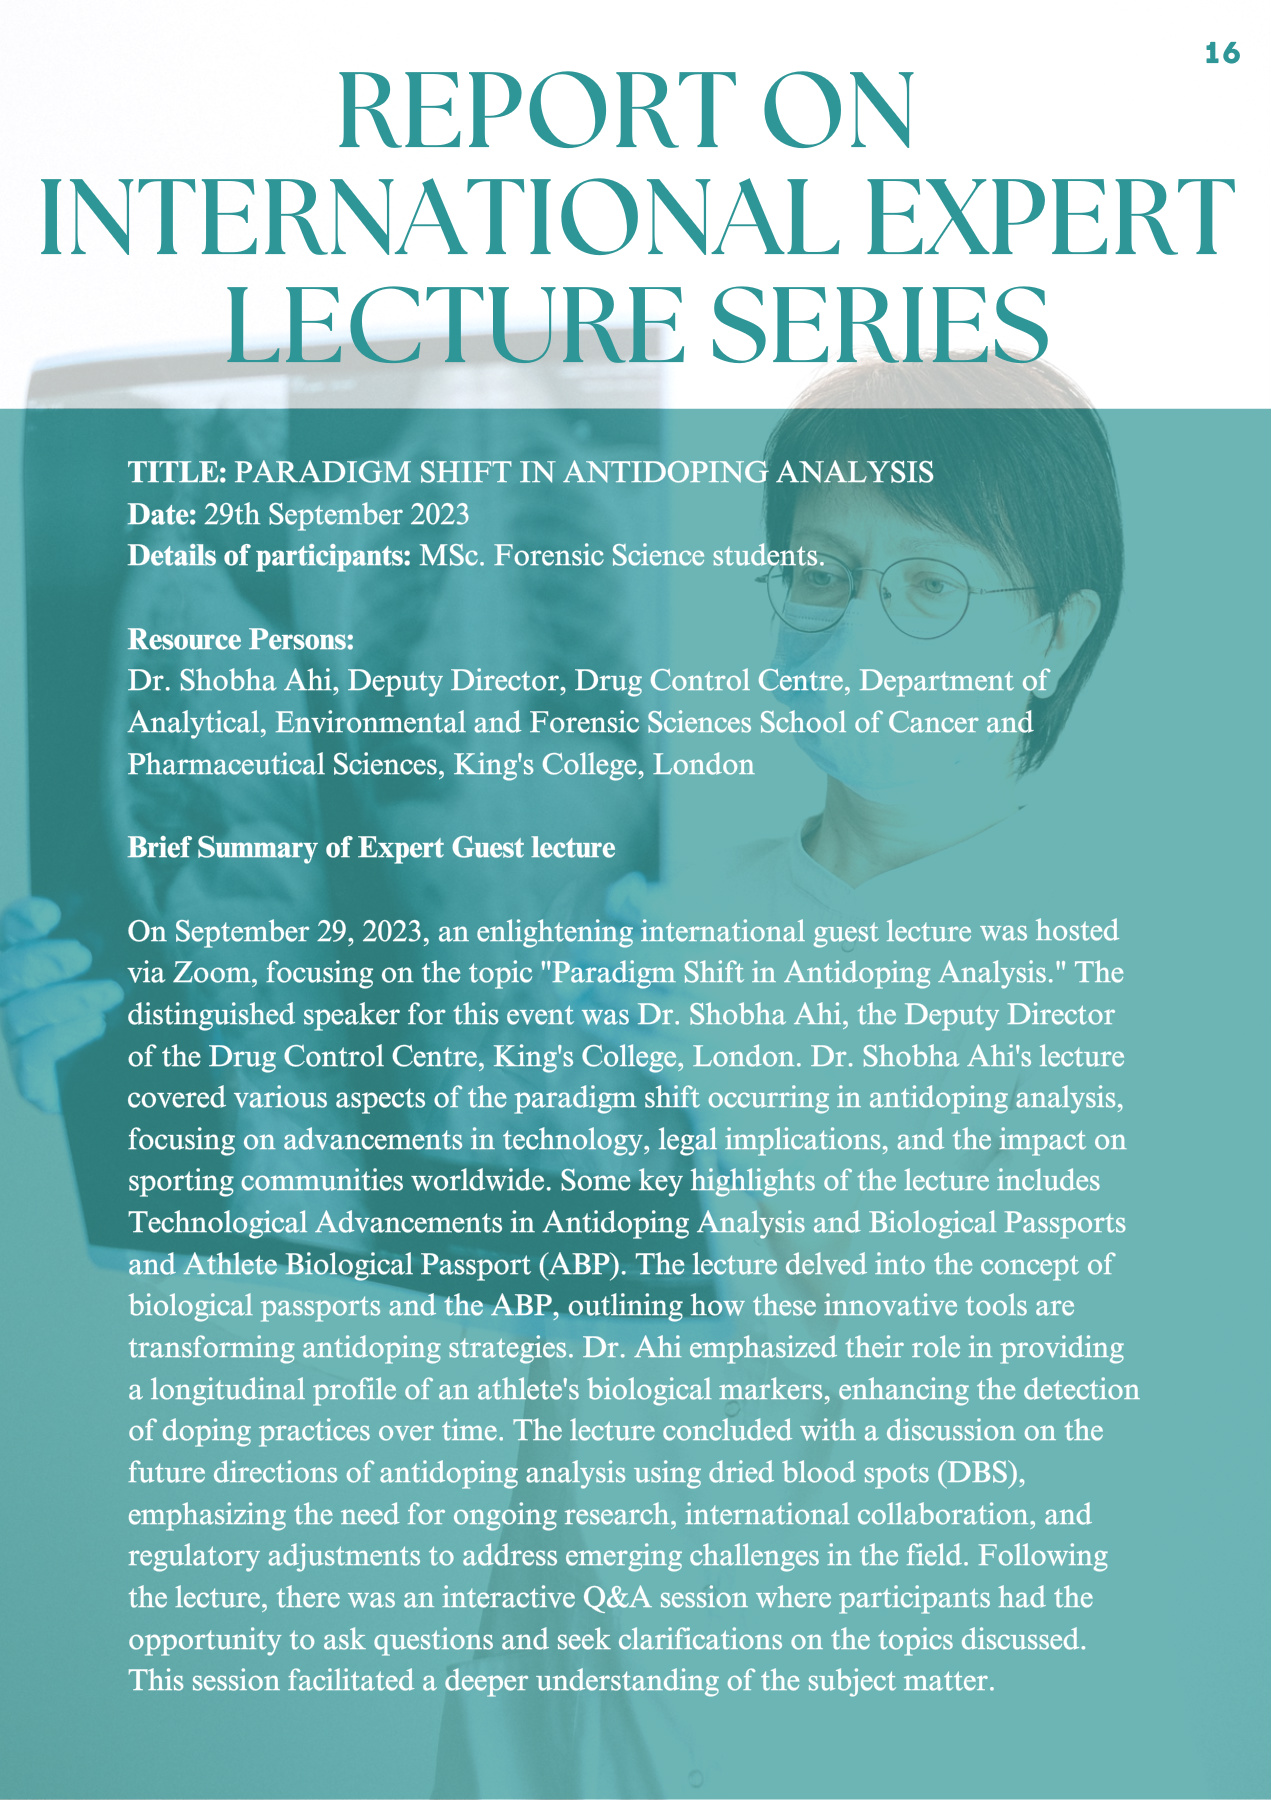 16
REPORT ON
INTERNATIONAL EXPERT
LECTURE SERIES
TITLE: PARADIGM SHIFT IN ANTIDOPING ANALYSIS
Date: 29th September 2023
Details of participants: MSc. Forensic Science students.
Resource Persons:
Dr. Shobha Ahi, Deputy Director, Drug Control Centre, Department of
Analytical, Environmental and Forensic Sciences School of Cancer and
Pharmaceutical Sciences, King's College, London
Brief Summary of Expert Guest lecture
On September 29, 2023, an enlightening international guest lecture was hosted
via Zoom, focusing on the topic "Paradigm Shift in Antidoping Analysis." The
distinguished speaker for this event was Dr. Shobha Ahi, the Deputy Director
of the Drug Control Centre, King's College, London. Dr. Shobha Ahi's lecture
covered various aspects of the paradigm shift occurring in antidoping analysis,
focusing on advancements in technology, legal implications, and the impact on
sporting communities worldwide. Some key highlights of the lecture includes
Technological Advancements in Antidoping Analysis and Biological Passports
and Athlete Biological Passport (ABP). The lecture delved into the concept of
biological passports and the ABP, outlining how these innovative tools are
transforming antidoping strategies. Dr. Ahi emphasized their role in providing
a longitudinal profile of an athlete's biological markers, enhancing the detection
of doping practices over time. The lecture concluded with a discussion on the
future directions of antidoping analysis using dried blood spots (DBS),
emphasizing the need for ongoing research, international collaboration, and
regulatory adjustments to address emerging challenges in the field. Following
the lecture, there was an interactive Q&A session where participants had the
opportunity to ask questions and seek clarifications on the topics discussed.
This session facilitated a deeper understanding of the subject matter.